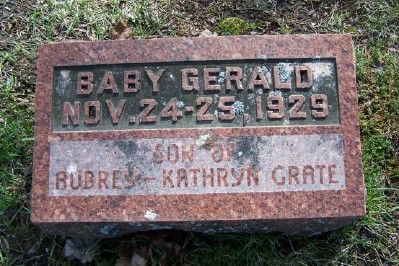 BABY GERALD
NOV. 24-25, 1929
SON OF
AUBREY - KATHRYN GRATE